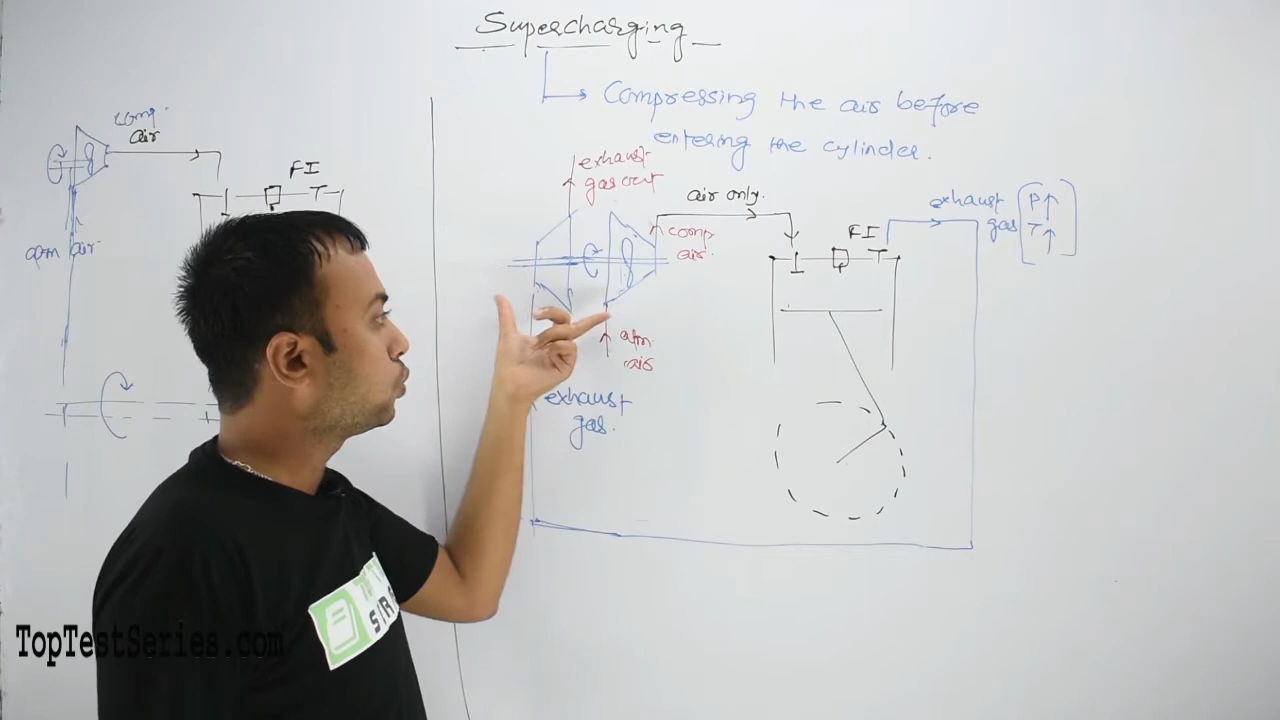 Supercharging
Compressing the air before
entering the cylinder.
comp.
air
FI
atm air
exhaust
gas out
air only.
comp
air.
atm.
air
exhaust
gas.
FI
exhaust
gas
P↑
T↑
TopTestSeries.com